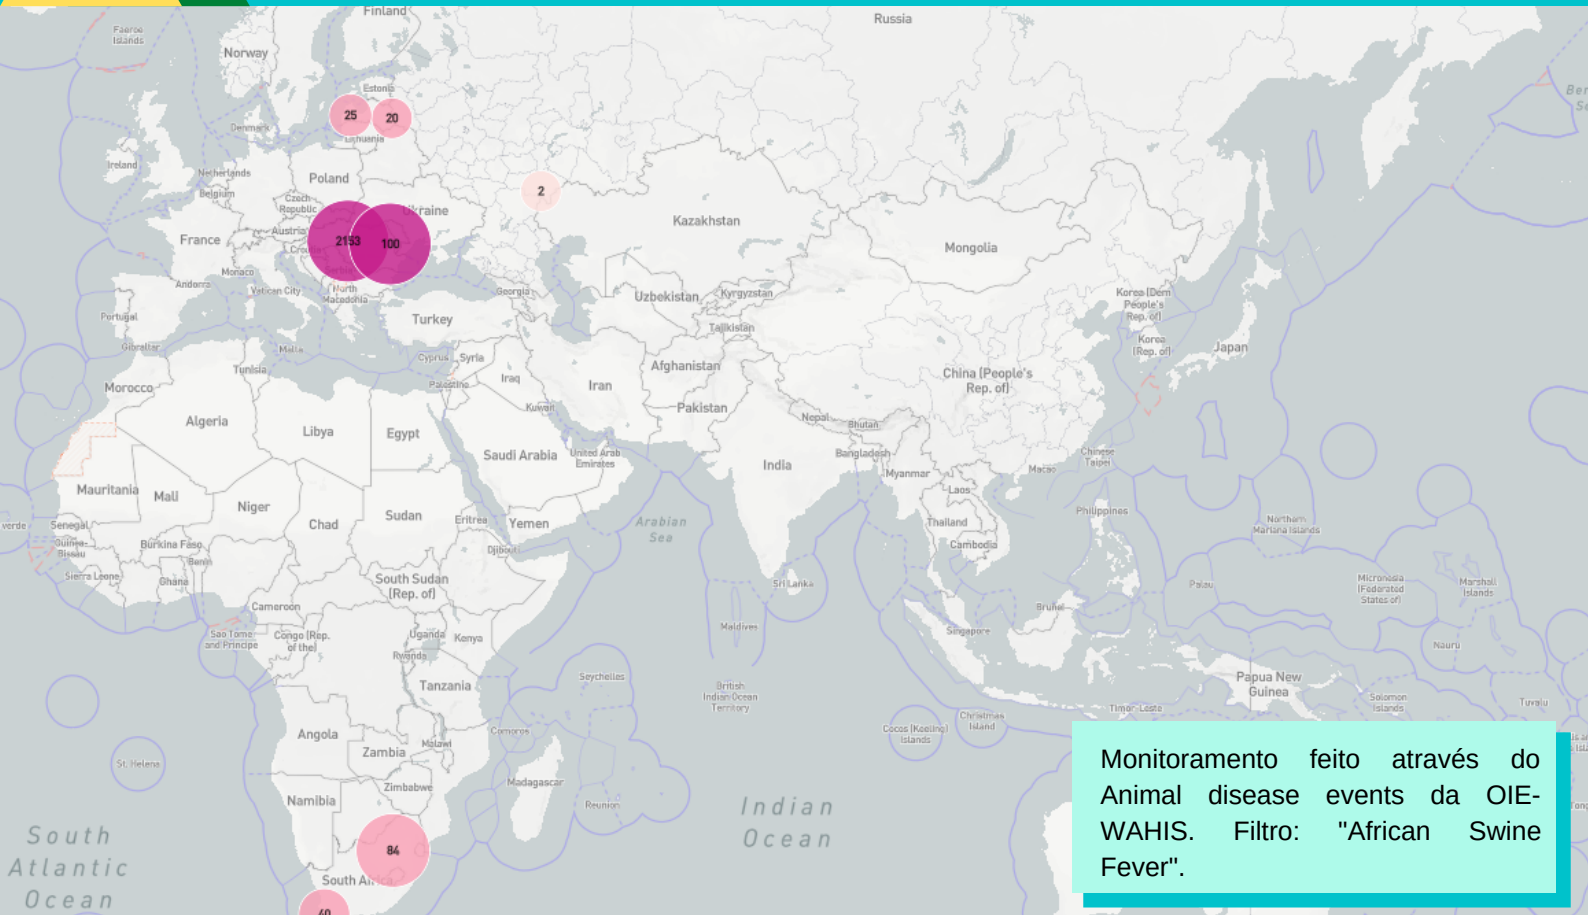 Finland
Russia
Faeroe
Islands
Norway
Estonia
25
20
Denmark
Lithuania
Ireland
Netherlands
Belgium
Poland
2
Czech
Republic
Ukraine
Kazakhstan
France
Austria
2153
100
Mongolia
Monaco
Andorra
Vatican City
North
Macedonia
Georgia
Uzbekistan
Kyrgyzstan
Korea (Dem
People's
Rep. of)
Portugal
Turkey
Tajikistan
Gibraltar
Malta
Korea
(Rep. of)
Japan
Tunisia
Cyprus
Syria
Afghanistan
China (People's
Rep. of)
Morocco
Palestine
Iraq
Iran
Kuwait
Pakistan
Nepal
Bhutan
Algeria
Libya
Egypt
Saudi Arabia
United Arab
Emirates
India
Bangladesh
Myanmar
Macao
Chinese
Taipei
Mauritania
Mali
Niger
Chad
Sudan
Eritrea
Yemen
Arabian
Sea
Laos
Thailand
Cambodia
Philippines
Northern
Mariana Islands
verde
Senegal
Guinea-
Bissau
Burkina Faso
Benin
Djibouti
Sierra Leone
Ghana
South Sudan
(Rep. of)
Sri Lanka
Palau
Micronesia
(Federated
States of)
Marshall
Islands
Cameroon
Brunei
Sao Tome
and Principe
Congo (Rep.
of the)
Uganda
Kenya
Maldives
Singapore
Nauru
Rwanda
Tanzania
Seychelles
British
Indian Ocean
Territory
Papua New
Guinea
Solomon
Islands
Tuvalu
Timor-Leste
Angola
Comoros
Cocos (Keeling)
Islands
Christmas
Island
Zambia
Malawi
St. Helena
Namibia
Zimbabwe
Madagascar
Reunion
Indian
Ocean
South
Atlantic
Ocean
84
South Africa
40
Monitoramento feito através do
Animal disease events da OIE-
WAHIS. Filtro: "African Swine
Fever".